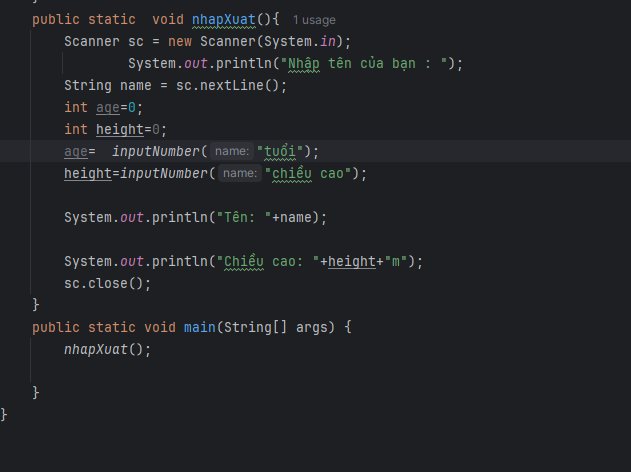 public static  void nhapXuat(){  1 usage
    Scanner sc = new Scanner(System.in);
            System.out.println("Nhập tên của bạn : ");
    String name = sc.nextLine();
    int age=0;
    int height=0;
    age=  inputNumber( name: "tuổi");
    height=inputNumber( name: "chiều cao");
    System.out.println("Tên: "+name);
    System.out.println("Chiều cao: "+height+"m");
    sc.close();
}
public static void main(String[] args) {
    nhapXuat();
}
}